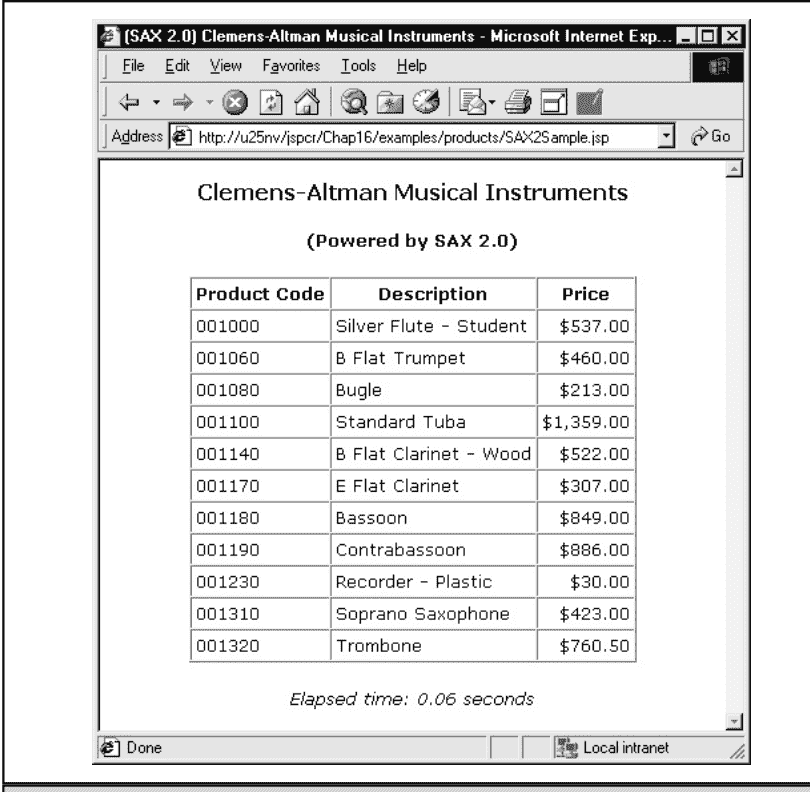 (SAX 2.0) Clemens-Altman Musical Instruments - Microsoft Internet Exp...
File Edit View Favorites Tools Help
Address http://u25nv/jspcr/Chap16/examples/products/SAX2Sample.jsp Go
Clemens-Altman Musical Instruments
(Powered by SAX 2.0)
Product Code Description Price
001000 Silver Flute - Student $537.00
001060 B Flat Trumpet $460.00
001080 Bugle $213.00
001100 Standard Tuba $1,359.00
001140 B Flat Clarinet - Wood $522.00
001170 E Flat Clarinet $307.00
001180 Bassoon $849.00
001190 Contrabassoon $886.00
001230 Recorder - Plastic $30.00
001310 Soprano Saxophone $423.00
001320 Trombone $760.50
Elapsed time: 0.06 seconds
Done Local intranet